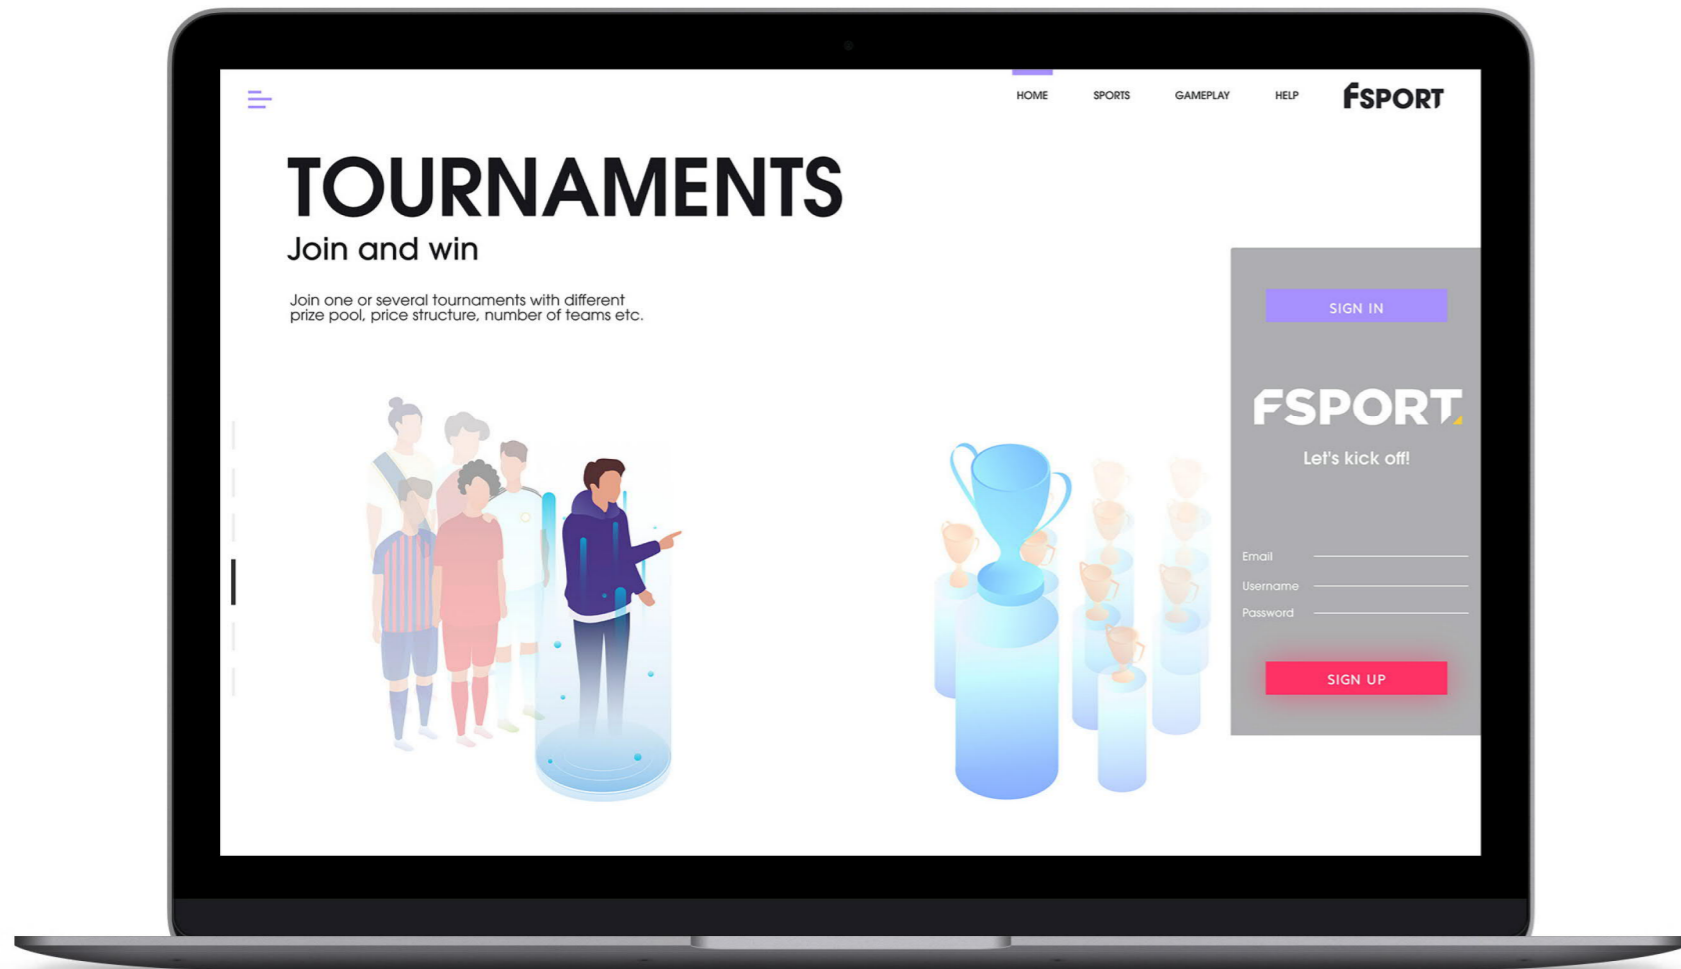 HOME SPORTS GAMEPLAY HELP FSPORT
TOURNAMENTS
Join and win
Join one or several tournaments with different
prize pool, price structure, number of teams etc.
SIGN IN
FSPORT
Let's kick off!
Email
Username
Password
SIGN UP